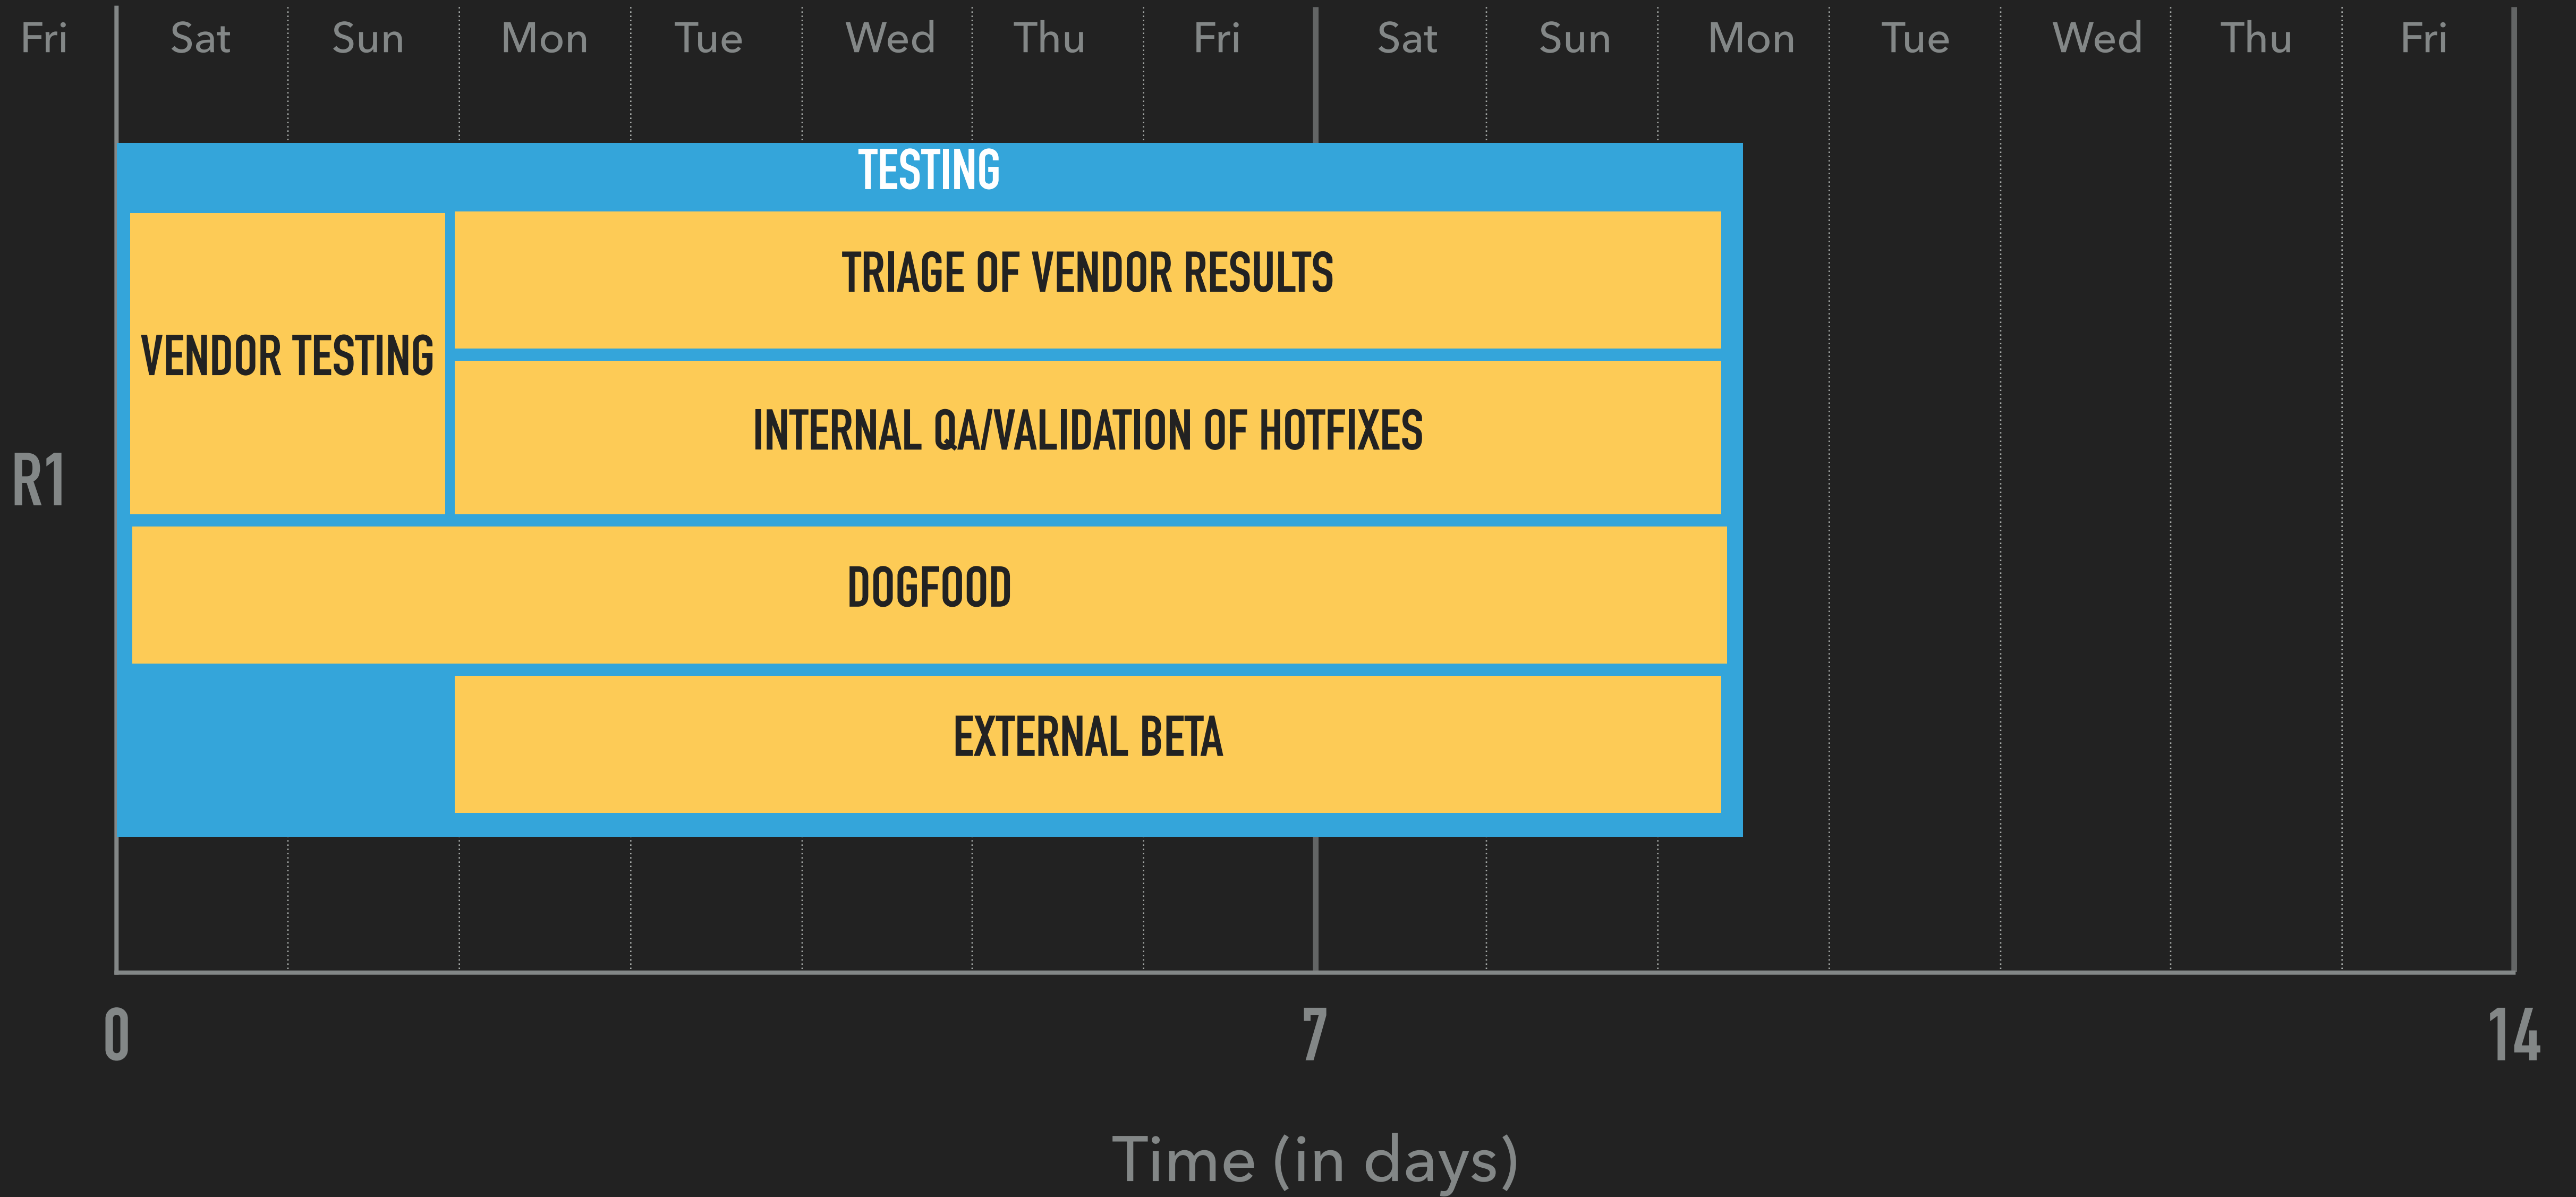 Fri Sat Sun Mon Tue Wed Thu Fri Sat Sun Mon Tue Wed Thu Fri
TESTING
TRIAGE OF VENDOR RESULTS
VENDOR TESTING
INTERNAL QA/VALIDATION OF HOTFIXES
R1
DOGFOOD
EXTERNAL BETA
0 7 14
Time (in days)